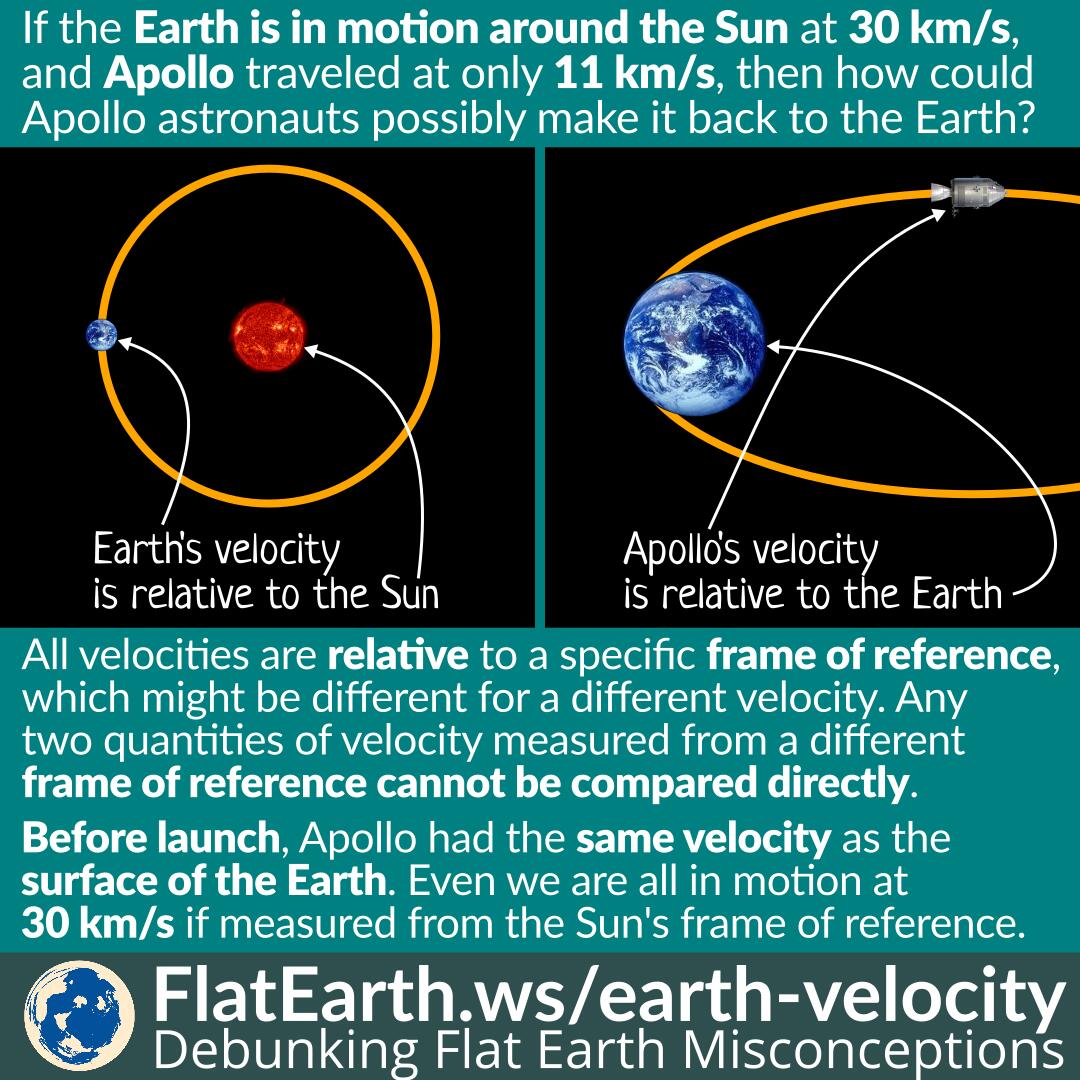 If the Earth is in motion around the Sun at 30 km/s,
and Apollo traveled at only 11 km/s, then how could
Apollo astronauts possibly make it back to the Earth?
Earth's velocity
is relative to the Sun
Apollo's velocity
is relative to the Earth
All velocities are relative to a specific frame of reference,
which might be different for a different velocity. Any
two quantities of velocity measured from a different
frame of reference cannot be compared directly.
Before launch, Apollo had the same velocity as the
surface of the Earth. Even we are all in motion at
30 km/s if measured from the Sun's frame of reference.
FlatEarth.ws/earth-velocity
Debunking Flat Earth Misconceptions